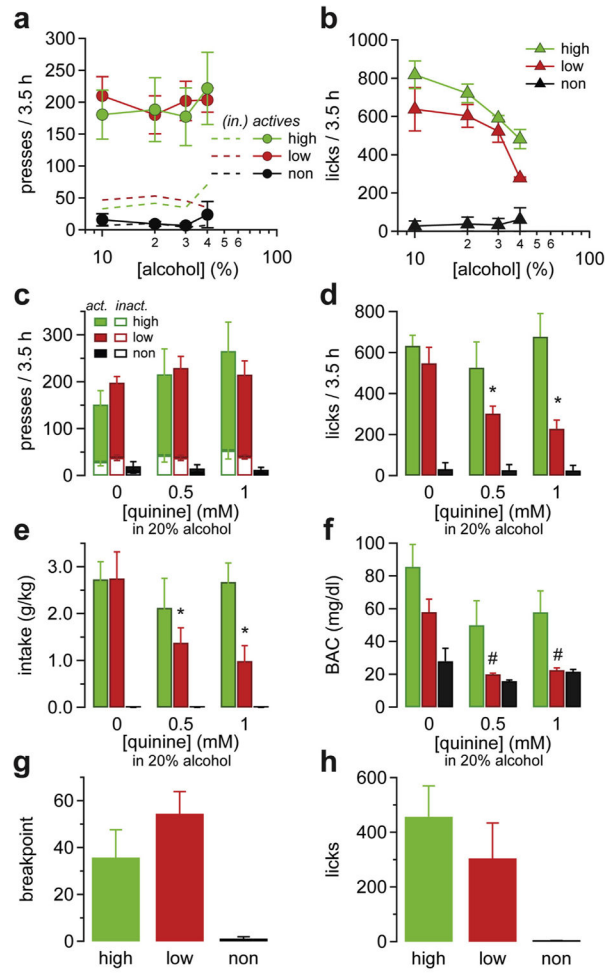 a
presses / 3.5 h
300
250
200
150
100
50
0
(in.) actives
high
low
non
10
2
3
4
5
6
100
[alcohol] (%)
b
licks / 3.5 h
1000
800
600
400
200
0
high
low
non
10
2
3
4
5
6
100
[alcohol] (%)
c
presses / 3.5 h
act. inact.
high
low
non
300
200
100
0
0
0.5
1
[quinine] (mM)
in 20% alcohol
d
licks / 3.5 h
800
600
400
200
0
*
*
0
0.5
1
[quinine] (mM)
in 20% alcohol
e
intake (g/kg)
3.0
2.0
1.0
0.0
*
*
0
0.5
1
[quinine] (mM)
in 20% alcohol
f
BAC (mg/dl)
100
80
60
40
20
0
#
#
0
0.5
1
[quinine] (mM)
in 20% alcohol
g
breakpoint
60
40
20
0
high
low
non
h
licks
600
400
200
0
high
low
non